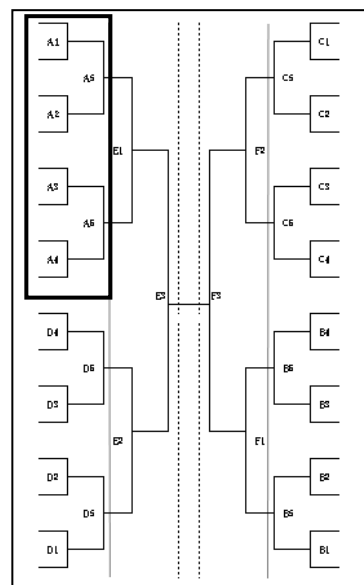 A1 C1
A5 C5
A2 C2
E1 F2
A3 C3
A6 C6
A4 C4
E3 F3
D4 B4
D6 B6
D3 B3
E2 F1
D2 B2
D5 B5
D1 B1